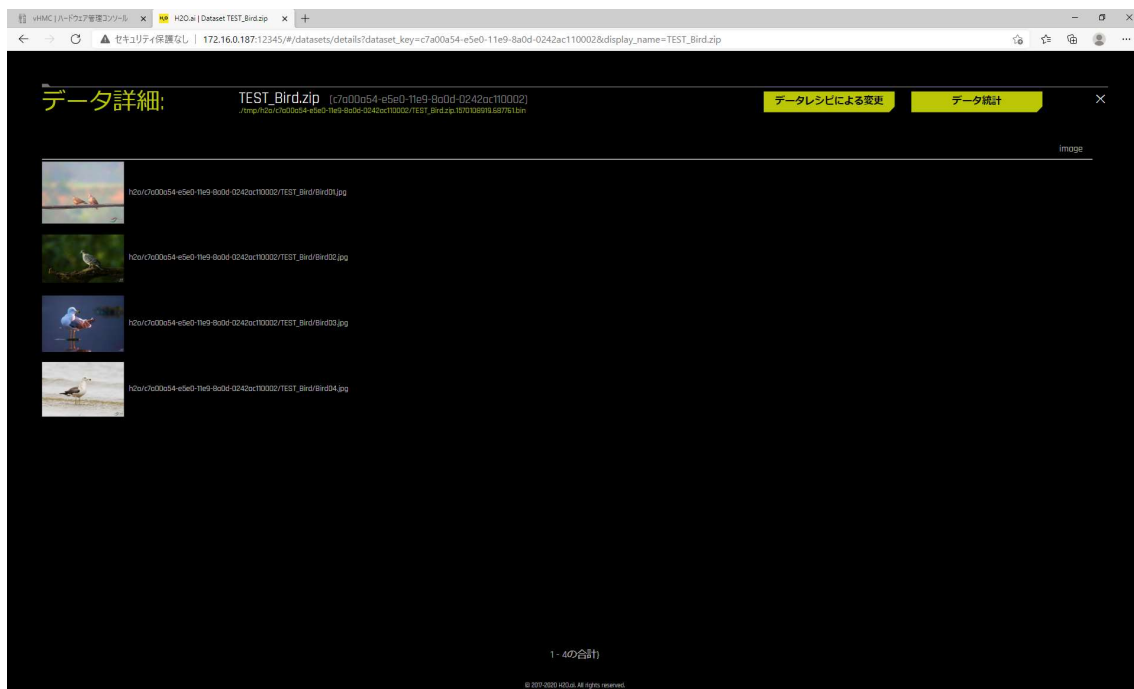 vHMC | ハードウェア管理コンソール
H2O.ai | Dataset TEST_Bird.zip
セキュリティ保護なし | 172.16.0.187:12345/#/datasets/details?dataset_key=c7a00a54-e5e0-11e9-8a0d-0242ac110002&display_name=TEST_Bird.zip
データ詳細: TEST_Bird.zip (c7a00a54-e5e0-11e9-8a0d-0242ac110002) データレシピによる変更 データ統計
./tmp/h2o/c7a00a54-e5e0-11e9-8a0d-0242ac110002/TEST_Bird.zip.1570108919.687761.bin
image
h2o/c7a00a54-e5e0-11e9-8a0d-0242ac110002/TEST_Bird/Bird01.jpg
h2o/c7a00a54-e5e0-11e9-8a0d-0242ac110002/TEST_Bird/Bird02.jpg
h2o/c7a00a54-e5e0-11e9-8a0d-0242ac110002/TEST_Bird/Bird03.jpg
h2o/c7a00a54-e5e0-11e9-8a0d-0242ac110002/TEST_Bird/Bird04.jpg
1 - 4の合計}
© 2017-2020 H2O.ai. All rights reserved.